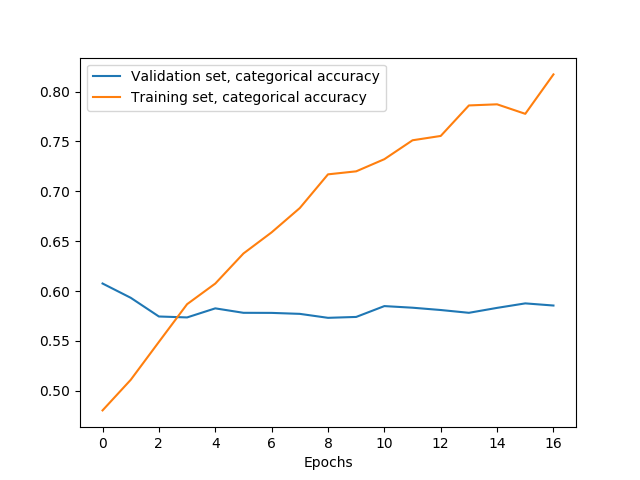 Validation set, categorical accuracy
Training set, categorical accuracy
0.80
0.75
0.70
0.65
0.60
0.55
0.50
0 2 4 6 8 10 12 14 16
Epochs